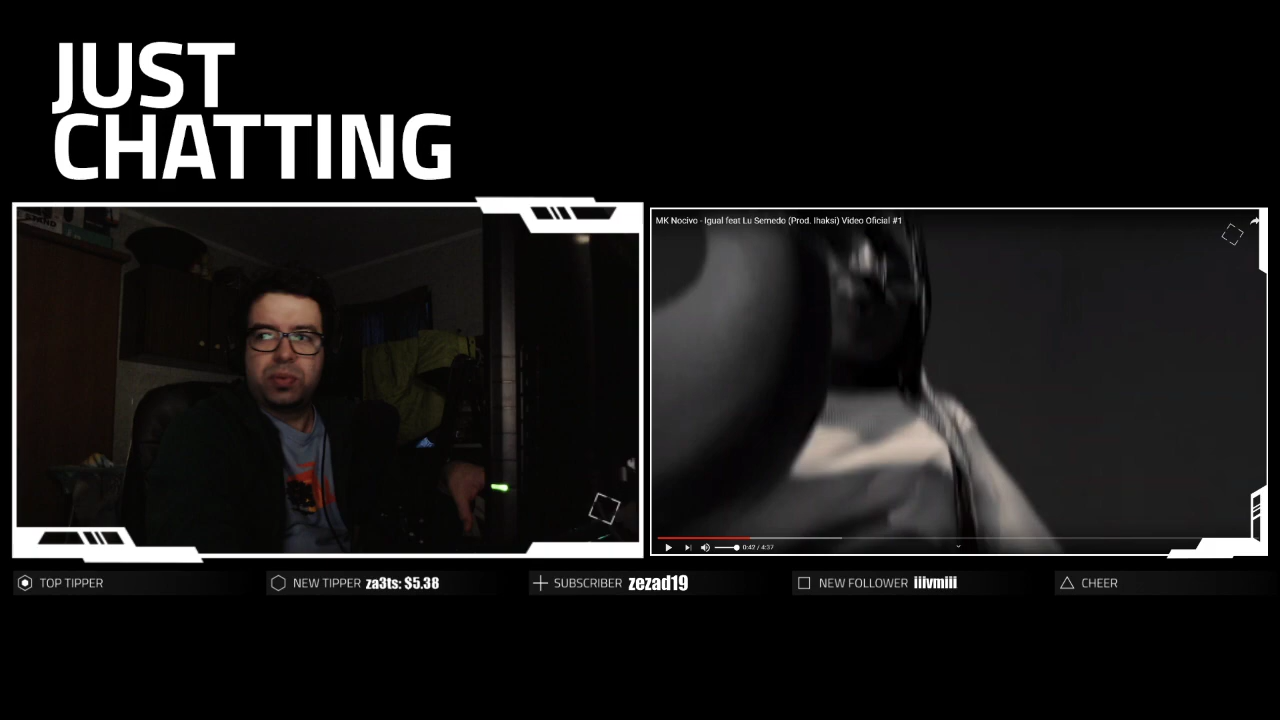 JUST
CHATTING
MK Nocivo - Igual feat Lu Semedo (Prod. Ihaksi) Video Oficial #1
0:42 / 4:37
TOP TIPPER
NEW TIPPER za3ts: $5.38
SUBSCRIBER zezad19
NEW FOLLOWER iiivmiii
CHEER